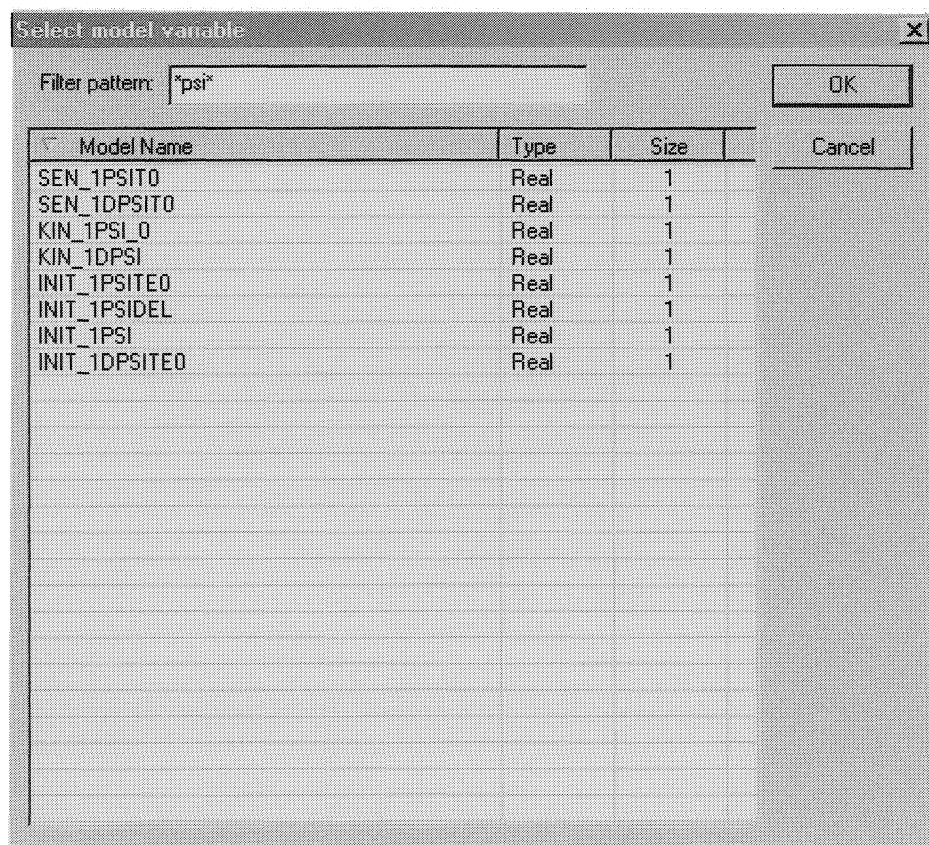 Select model variable
Filter pattern: *psi* OK
Model Name Type Size Cancel
SEN_1PSIT0 Real 1
SEN_1DPSIT0 Real 1
KIN_1PSI_0 Real 1
KIN_1DPSI Real 1
INIT_1PSITE0 Real 1
INIT_1PSIDEL Real 1
INIT_1PSI Real 1
INIT_1DPSITE0 Real 1